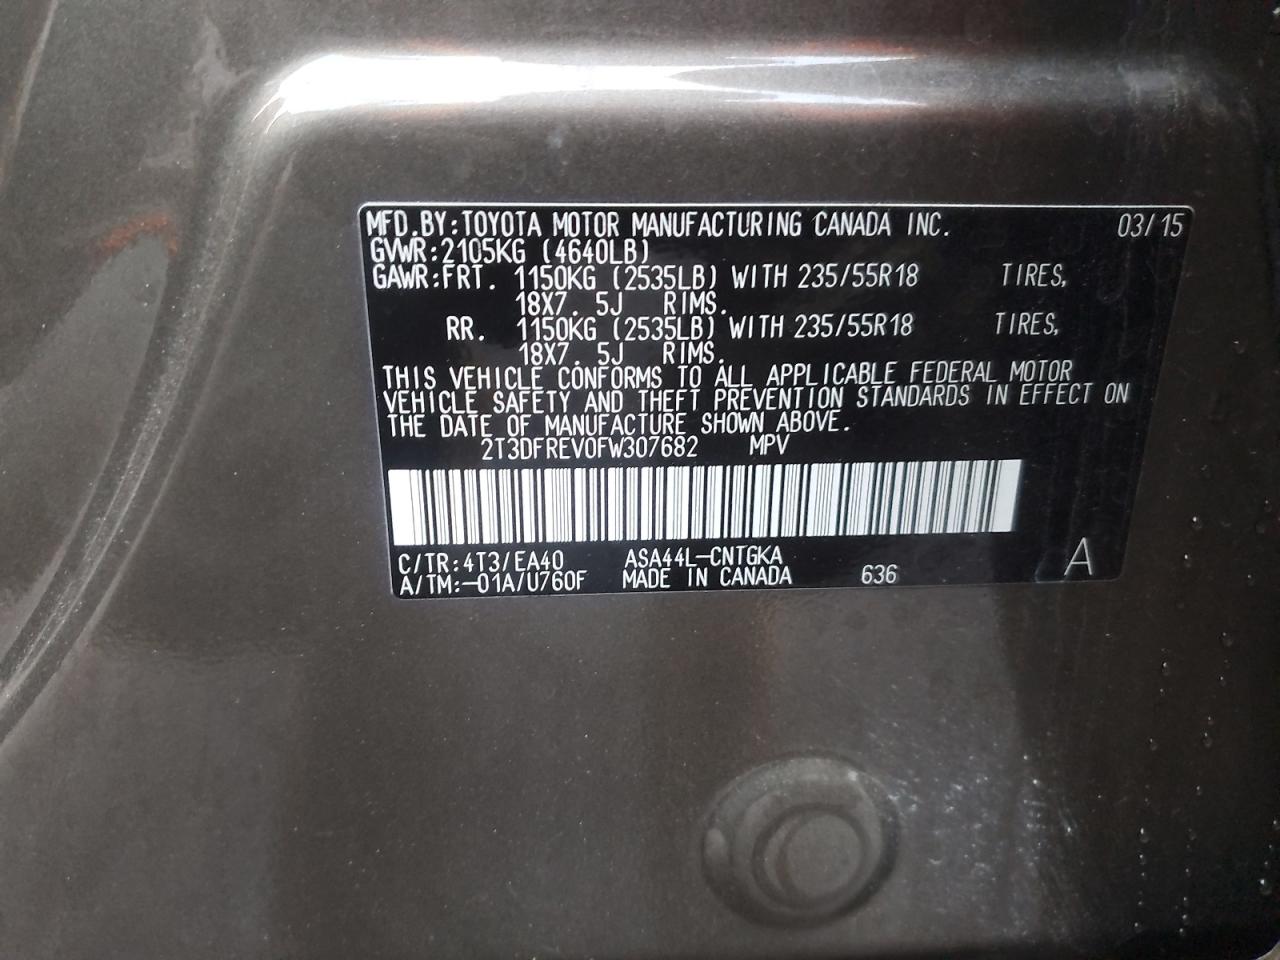 MFD.BY:TOYOTA MOTOR MANUFACTURING CANADA INC. 03/15
GVWR:2105KG (4640LB)
GAWR:FRT. 1150KG (2535LB) WITH 235/55R18 TIRES,
18X7. 5J RIMS.
RR. 1150KG (2535LB) WITH 235/55R18 TIRES,
18X7. 5J RIMS.
THIS VEHICLE CONFORMS TO ALL APPLICABLE FEDERAL MOTOR
VEHICLE SAFETY AND THEFT PREVENTION STANDARDS IN EFFECT ON
THE DATE OF MANUFACTURE SHOWN ABOVE.
2T3DFREV0FW307682 MPV
C/TR:4T3/EA40 ASA44L-CNTGKA
A/TM:-01A/U760F MADE IN CANADA 636 A